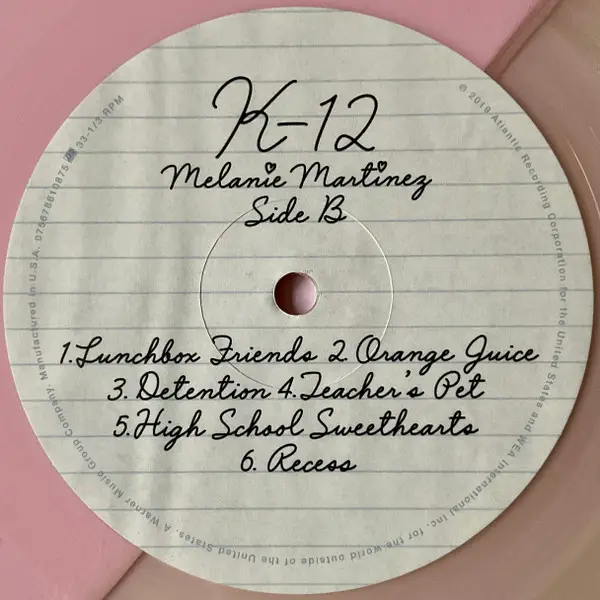 K-12
Melanie Martinez
Side B
1. Lunchbox Friends 2. Orange Juice
3. Detention 4. Teacher's Pet
5. High School Sweethearts
6. Recess
℗ 2019 Atlantic Recording Corporation for the United States and WEA International Inc. for the world outside of the United States. A Warner Music Group Company. Manufactured in U.S.A. 075678610875 33-1/3 RPM